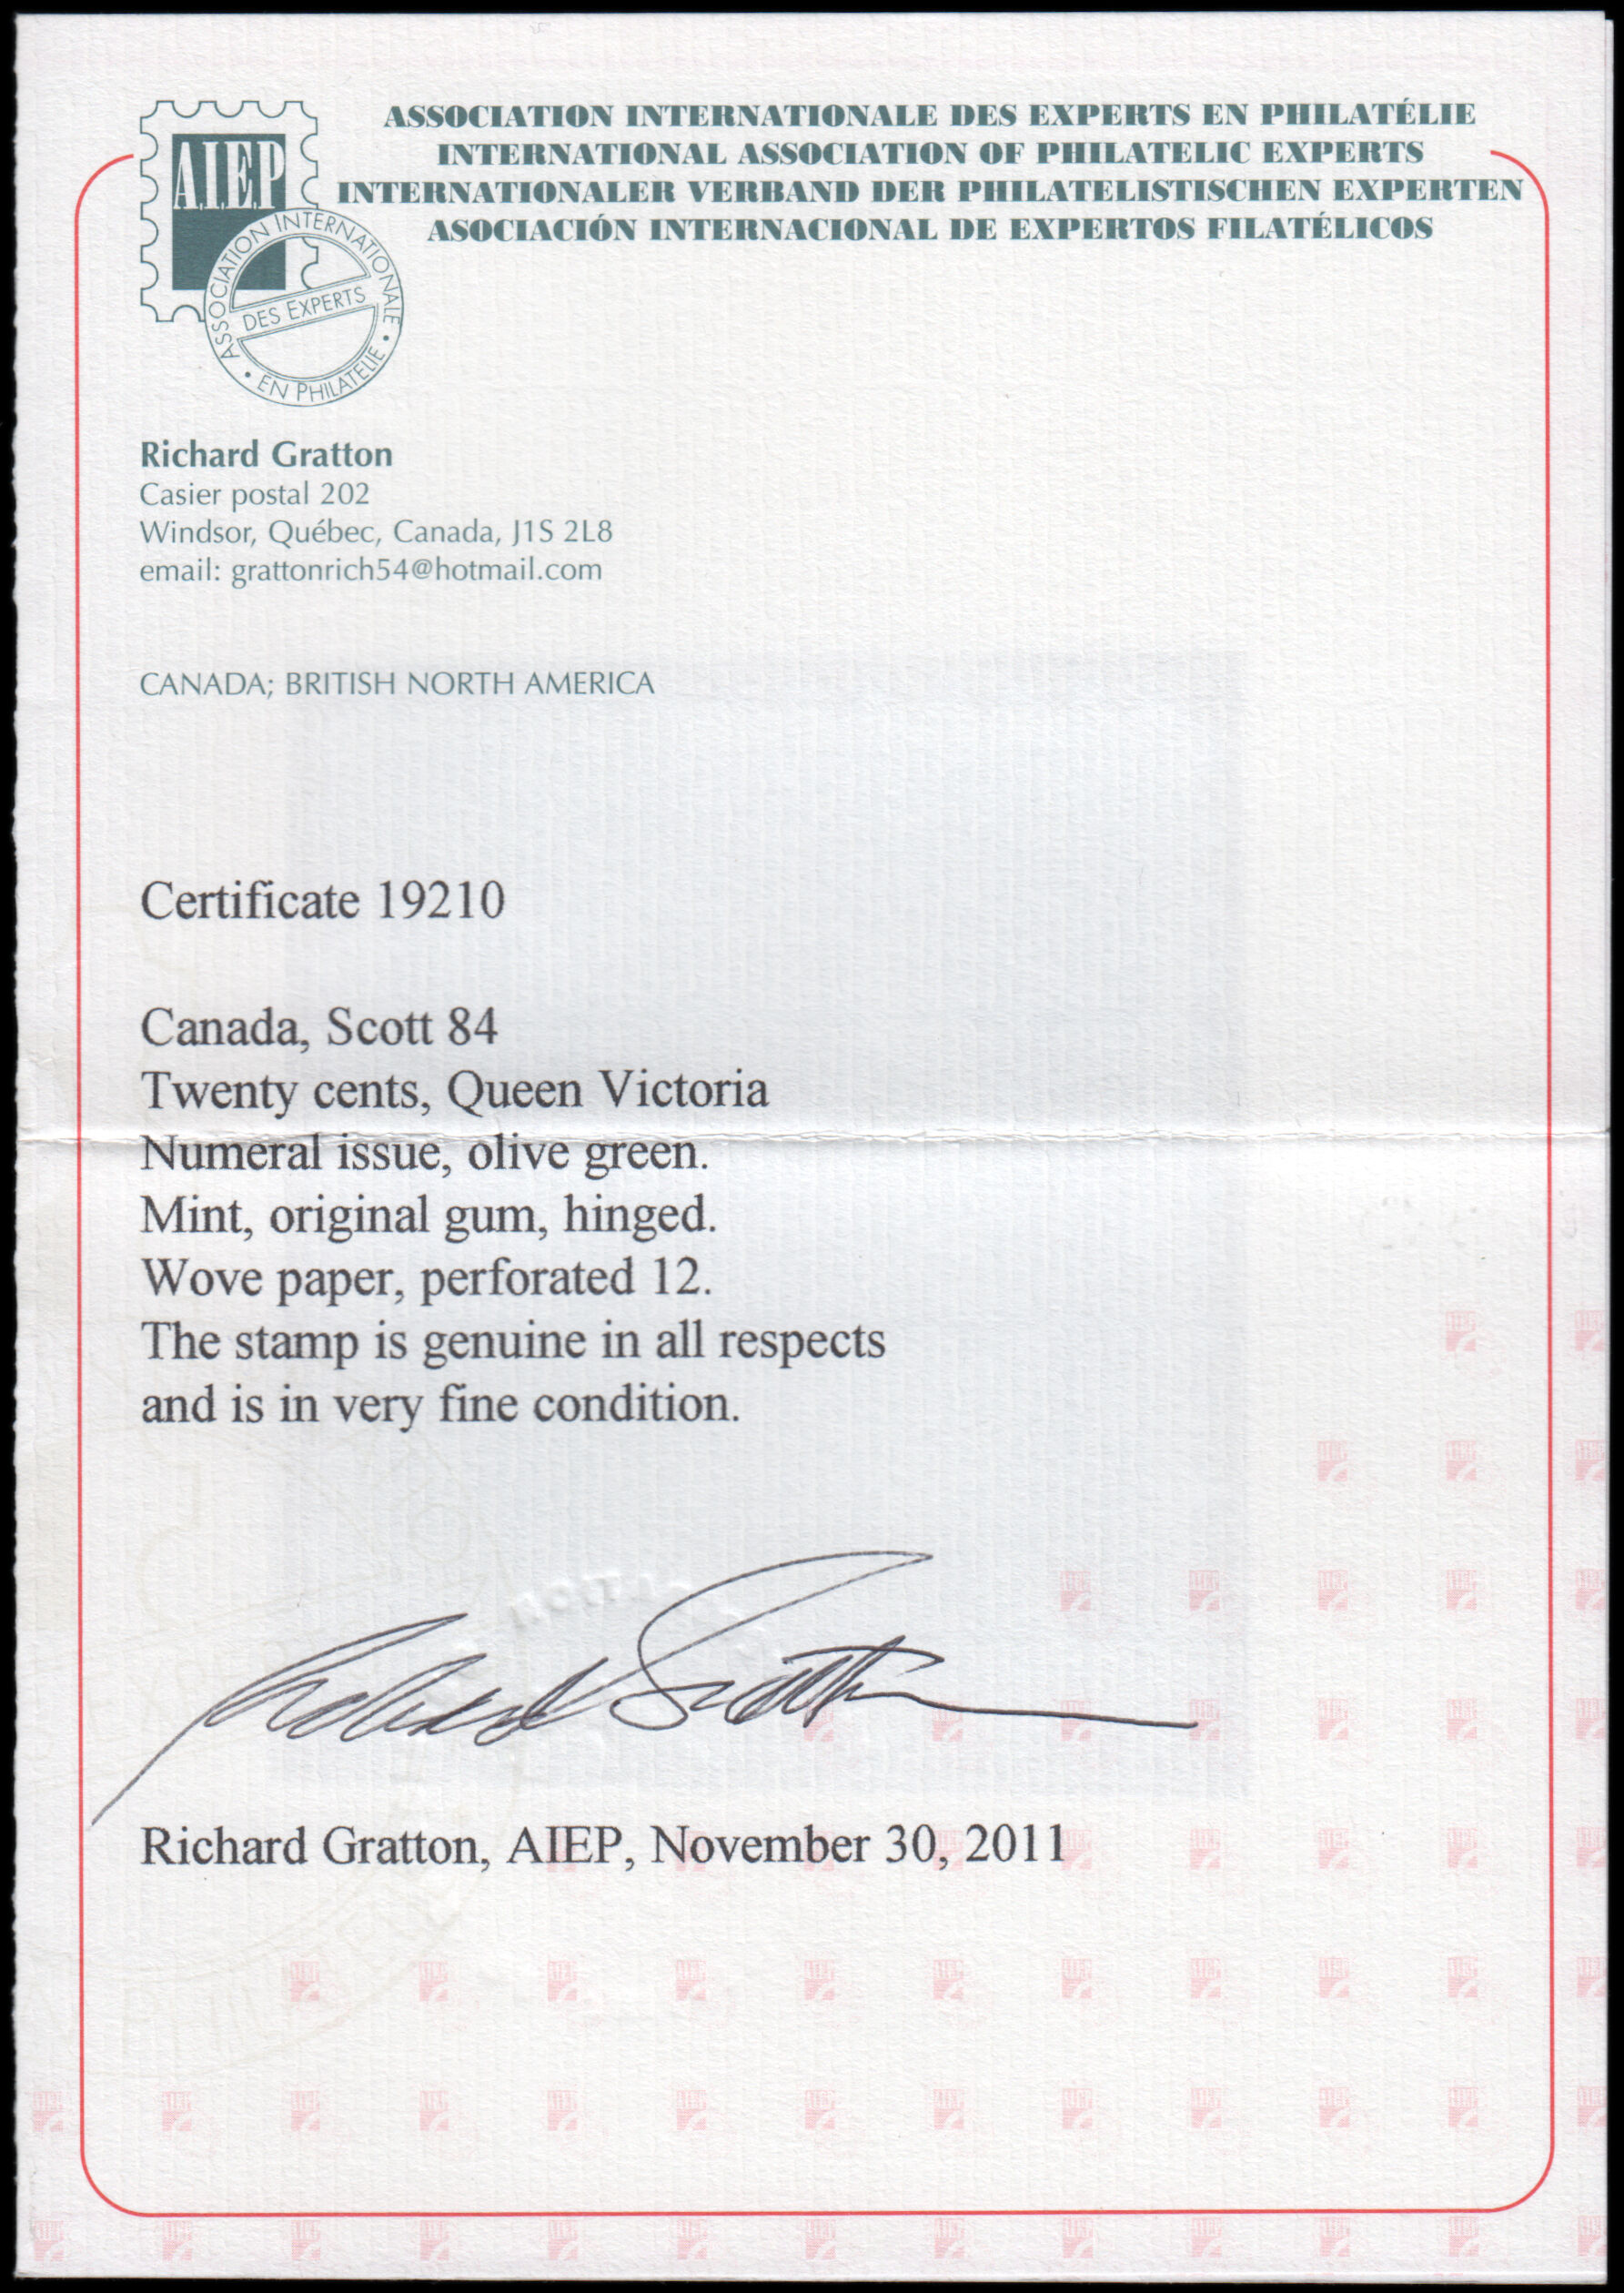 ASSOCIATION INTERNATIONALE DES EXPERTS EN PHILATÉLIE
INTERNATIONAL ASSOCIATION OF PHILATELIC EXPERTS
INTERNATIONALER VERBAND DER PHILATELISTISCHEN EXPERTEN
ASOCIACIÓN INTERNACIONAL DE EXPERTOS FILATÉLICOS
A.I.E.P
ASSOCIATION INTERNATIONALE
DES EXPERTS
• EN PHILATELIE •
Richard Gratton
Casier postal 202
Windsor, Québec, Canada, J1S 2L8
email: grattonrich54@hotmail.com
CANADA; BRITISH NORTH AMERICA
Certificate 19210
Canada, Scott 84
Twenty cents, Queen Victoria
Numeral issue, olive green.
Mint, original gum, hinged.
Wove paper, perforated 12.
The stamp is genuine in all respects
and is in very fine condition.
Richard Gratton
Richard Gratton, AIEP, November 30, 2011